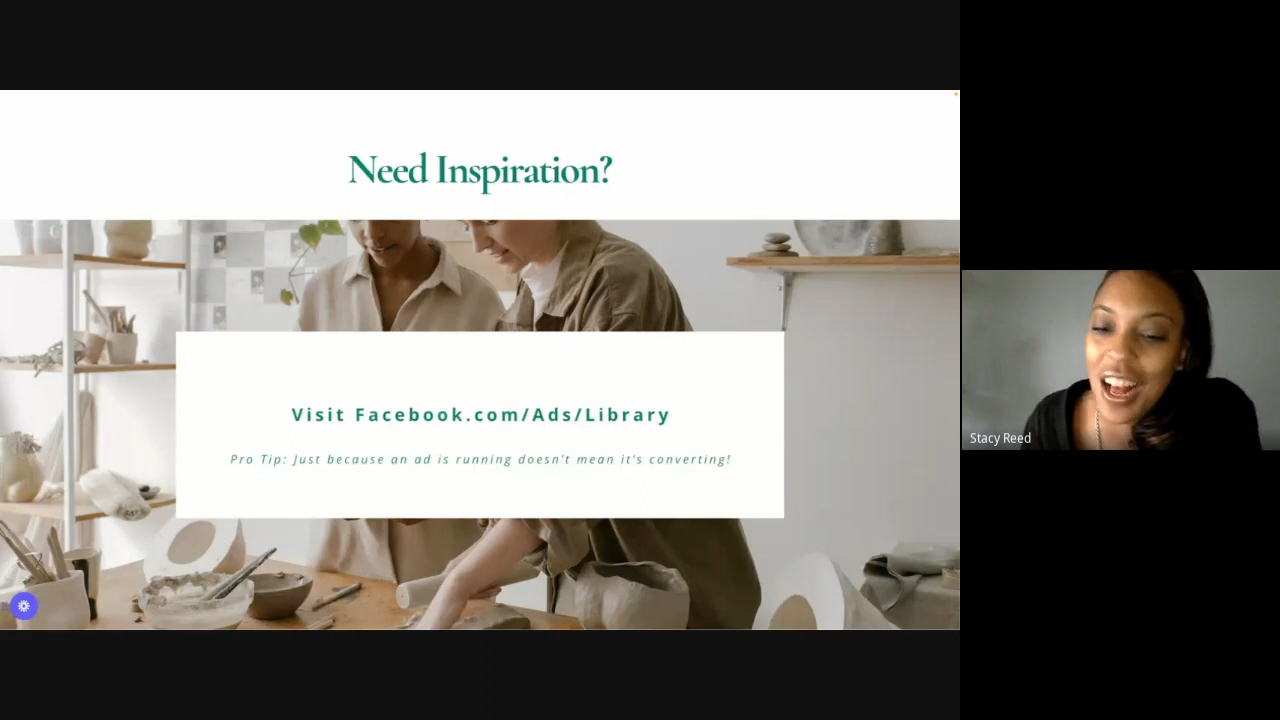 Need Inspiration?
Visit Facebook.com/Ads/Library
Pro Tip: Just because an ad is running doesn't mean it's converting!
Stacy Reed